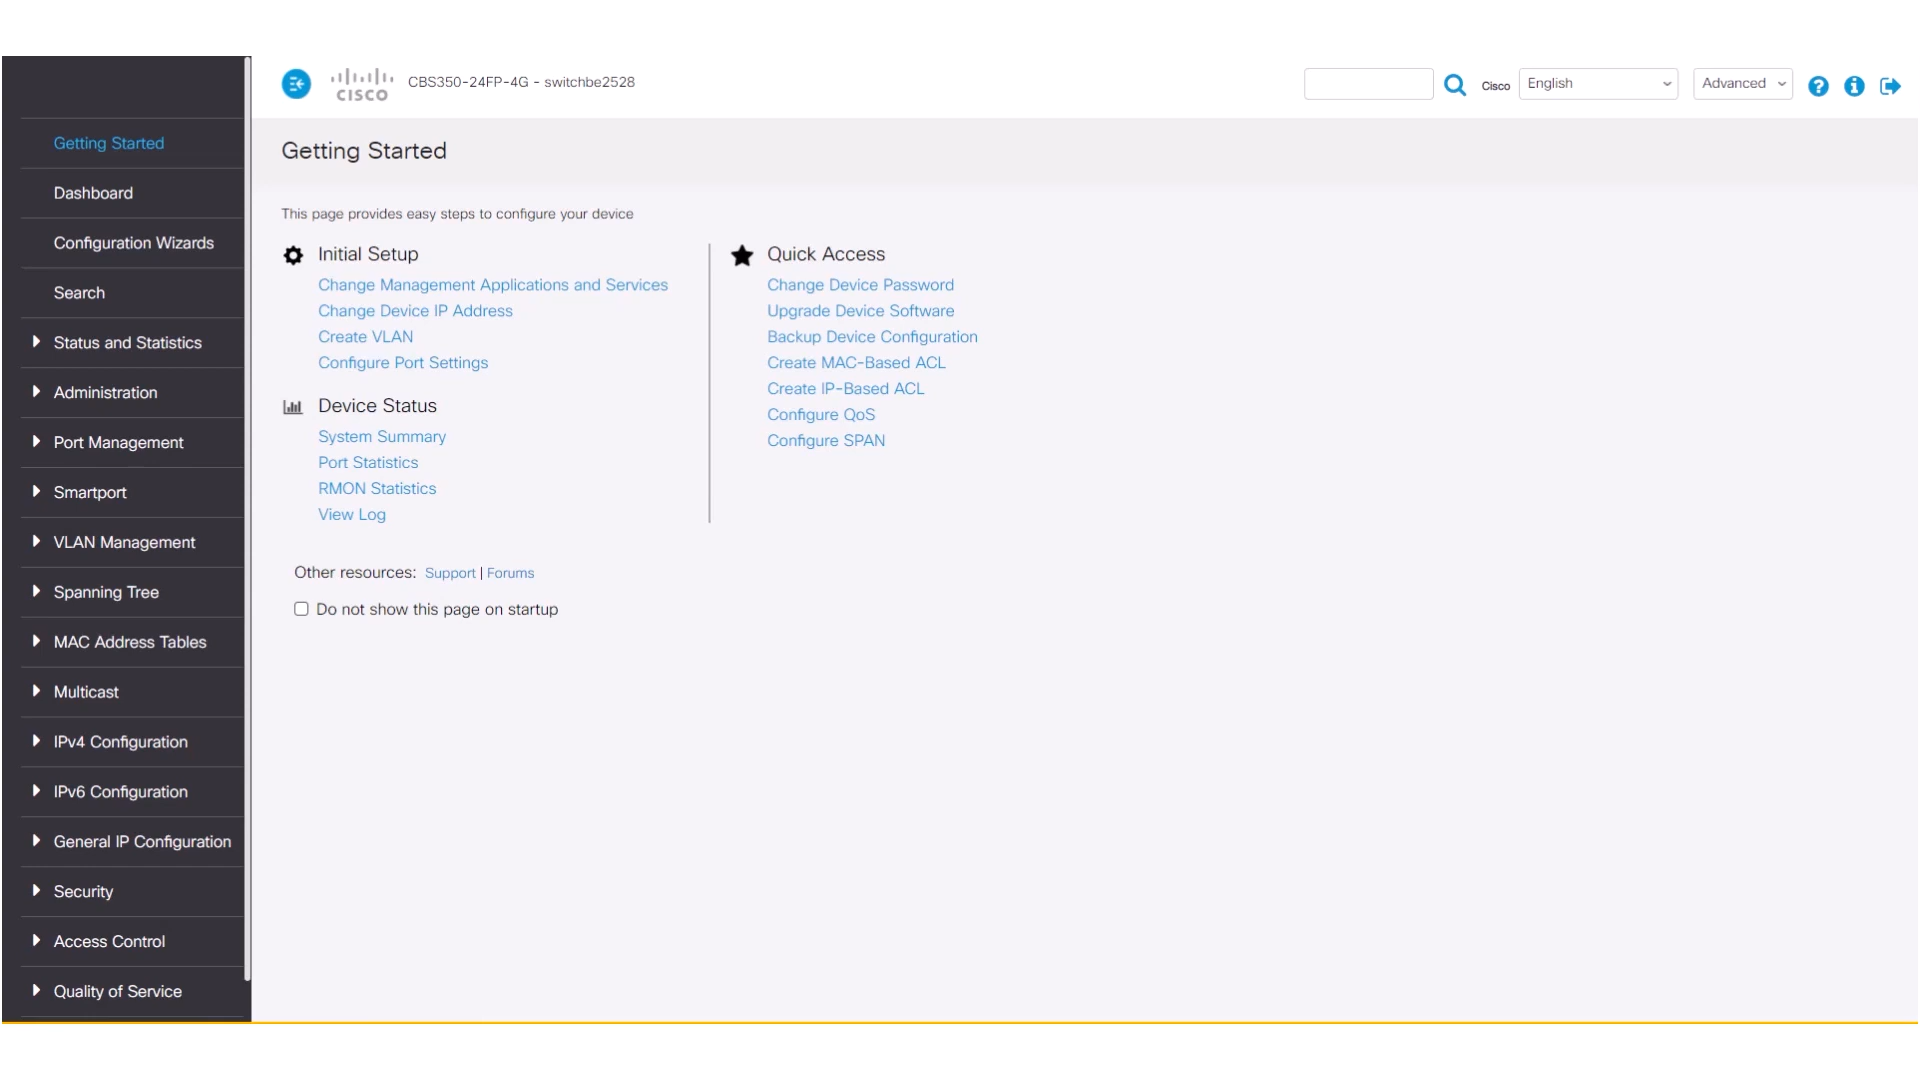 CISCO
CBS350-24FP-4G - switchbe2528
Cisco
English
Advanced
Getting Started
Dashboard
Configuration Wizards
Search
Status and Statistics
Administration
Port Management
Smartport
VLAN Management
Spanning Tree
MAC Address Tables
Multicast
IPv4 Configuration
IPv6 Configuration
General IP Configuration
Security
Access Control
Quality of Service
Getting Started
This page provides easy steps to configure your device
Initial Setup
Change Management Applications and Services
Change Device IP Address
Create VLAN
Configure Port Settings
Device Status
System Summary
Port Statistics
RMON Statistics
View Log
Quick Access
Change Device Password
Upgrade Device Software
Backup Device Configuration
Create MAC-Based ACL
Create IP-Based ACL
Configure QoS
Configure SPAN
Other resources: Support | Forums
Do not show this page on startup